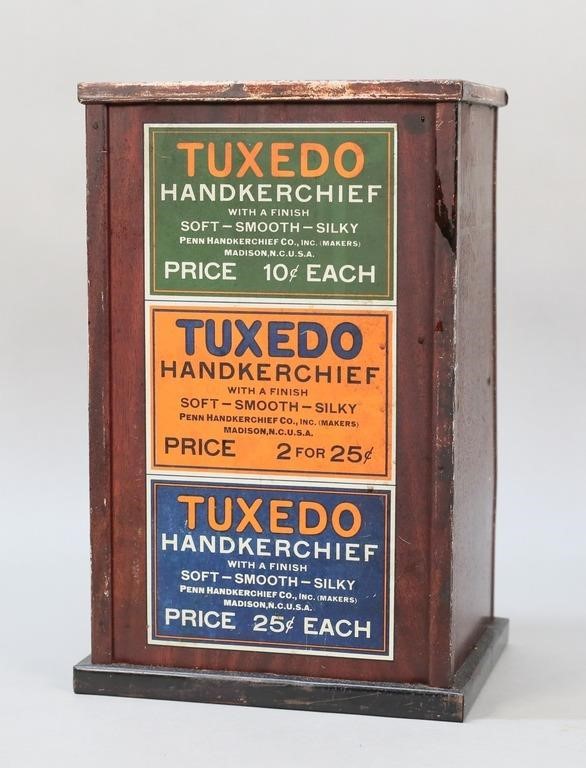 TUXEDO
HANDKERCHIEF
WITH A FINISH
SOFT – SMOOTH – SILKY
PENN HANDKERCHIEF CO., INC. (MAKERS)
MADISON, N.C. U.S.A.
PRICE 10¢ EACH
TUXEDO
HANDKERCHIEF
WITH A FINISH
SOFT – SMOOTH – SILKY
PENN HANDKERCHIEF CO., INC. (MAKERS)
MADISON, N.C. U.S.A.
PRICE 2 FOR 25¢
TUXEDO
HANDKERCHIEF
WITH A FINISH
SOFT – SMOOTH – SILKY
PENN HANDKERCHIEF CO., INC. (MAKERS)
MADISON, N.C. U.S.A.
PRICE 25¢ EACH